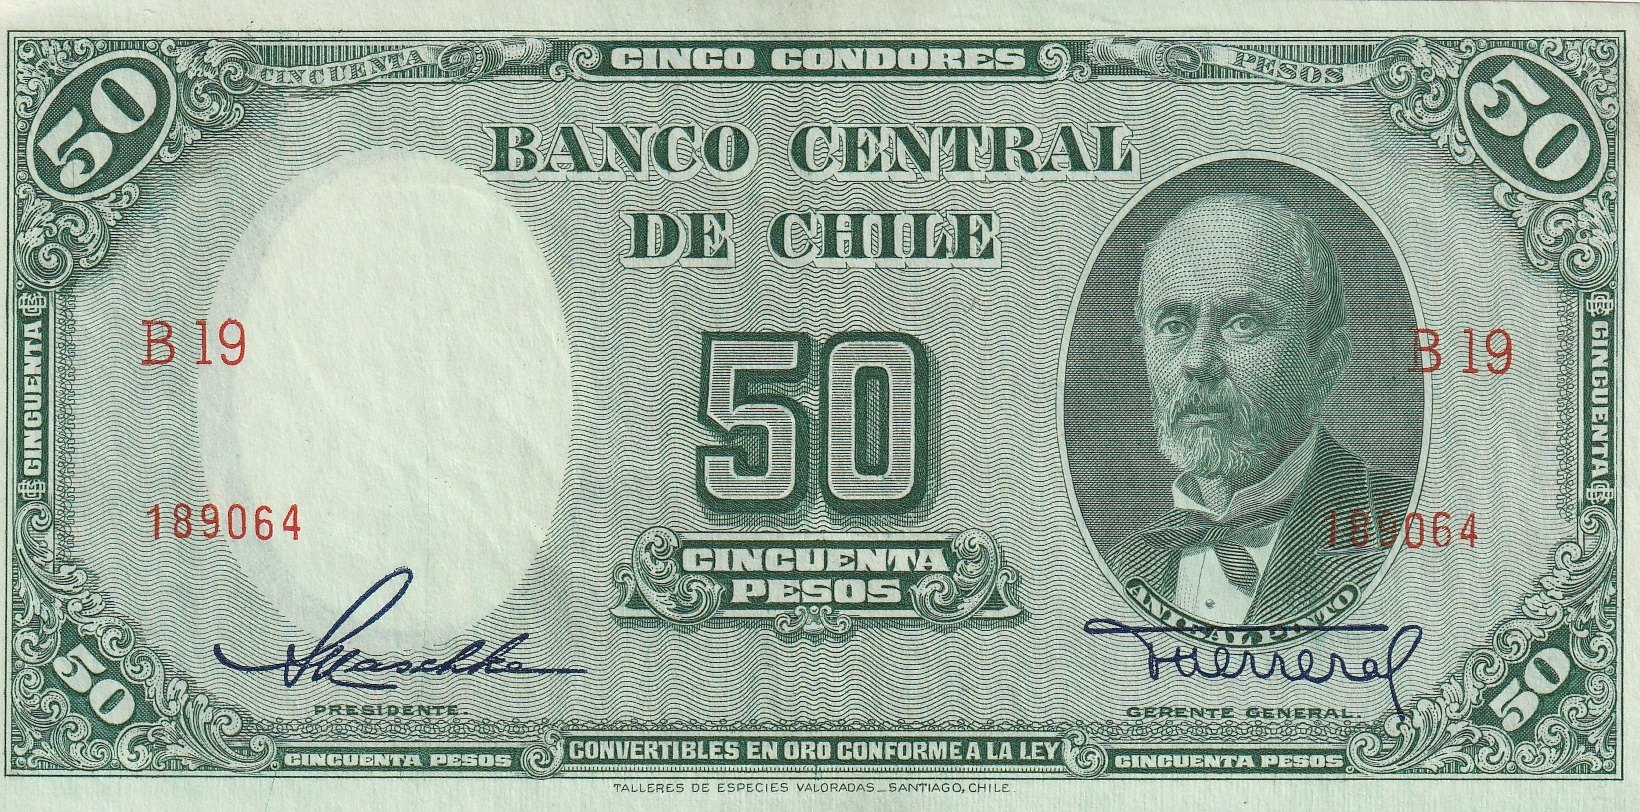 CINCO CONDORES
50 CINCUENTA PESOS 50
BANCO CENTRAL
DE CHILE
CINCUENTA
CINCUENTA
B 19
B 19
50
189064
189064
CINCUENTA
PESOS
ANIBAL PINTO
Maschke
PRESIDENTE.
GERENTE GENERAL.
50
50
CINCUENTA PESOS
CONVERTIBLES EN ORO CONFORME A LA LEY
CINCUENTA PESOS
TALLERES DE ESPECIES VALORADAS_SANTIAGO, CHILE.